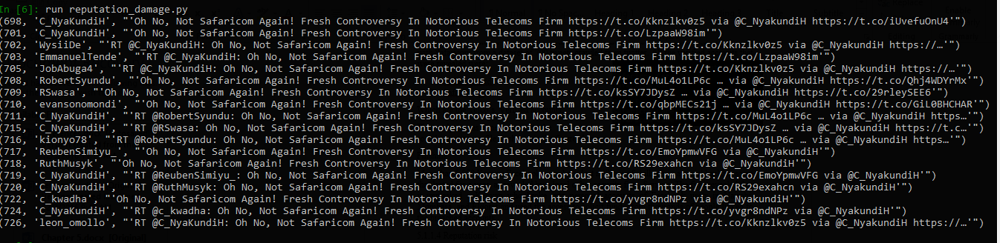 In [6]: run reputation_damage.py
(698, 'C_NyaKundiH', "'Oh No, Not Safaricom Again! Fresh Controversy In Notorious Telecoms Firm https://t.co/Kknzlkv0z5 via @C_NyakundiH https://t.co/iUvefuOnU4'")
(701, 'C_NyaKundiH', "'Oh No, Not Safaricom Again! Fresh Controversy In Notorious Telecoms Firm https://t.co/LzpaaW98im'")
(702, 'WysiiDe', "'RT @C_NyaKundiH: Oh No, Not Safaricom Again! Fresh Controversy In Notorious Telecoms Firm https://t.co/Kknzlkv0z5 via @C_NyakundiH https://…'")
(703, 'EmmanuelTende', "'RT @C_NyaKundiH: Oh No, Not Safaricom Again! Fresh Controversy In Notorious Telecoms Firm https://t.co/LzpaaW98im'")
(705, 'JobAbuga4', "'RT @C_NyaKundiH: Oh No, Not Safaricom Again! Fresh Controversy In Notorious Telecoms Firm https://t.co/Kknzlkv0z5 via @C_NyakundiH https://…'")
(708, 'RobertSyundu', "'Oh No, Not Safaricom Again! Fresh Controversy In Notorious Telecoms Firm https://t.co/MuL4o1LP6c … via @C_NyakundiH https://t.co/Qhj4WDYrMx'")
(709, 'RSwasa', "'Oh No, Not Safaricom Again! Fresh Controversy In Notorious Telecoms Firm https://t.co/ksSY7JDysZ … via @C_NyakundiH https://t.co/29rleySEE6'")
(710, 'evansonomondi', "'Oh No, Not Safaricom Again! Fresh Controversy In Notorious Telecoms Firm https://t.co/qbpMECs21j … via @C_NyakundiH https://t.co/GiL0BHCHAR'")
(711, 'C_NyaKundiH', "'RT @RobertSyundu: Oh No, Not Safaricom Again! Fresh Controversy In Notorious Telecoms Firm https://t.co/MuL4o1LP6c … via @C_NyakundiH https…'")
(715, 'C_NyaKundiH', "'RT @RSwasa: Oh No, Not Safaricom Again! Fresh Controversy In Notorious Telecoms Firm https://t.co/ksSY7JDysZ … via @C_NyakundiH https://t.c…'")
(716, 'kionyo78', "'RT @RobertSyundu: Oh No, Not Safaricom Again! Fresh Controversy In Notorious Telecoms Firm https://t.co/MuL4o1LP6c … via @C_NyakundiH https…'")
(717, 'ReubenSimiyu_', "'Oh No, Not Safaricom Again! Fresh Controversy In Notorious Telecoms Firm https://t.co/EmoYpmwVFG via @C_NyakundiH'")
(718, 'RuthMusyk', "'Oh No, Not Safaricom Again! Fresh Controversy In Notorious Telecoms Firm https://t.co/RS29exahcn via @C_NyakundiH'")
(719, 'C_NyaKundiH', "'RT @ReubenSimiyu_: Oh No, Not Safaricom Again! Fresh Controversy In Notorious Telecoms Firm https://t.co/EmoYpmwVFG via @C_NyakundiH'")
(720, 'C_NyaKundiH', "'RT @RuthMusyk: Oh No, Not Safaricom Again! Fresh Controversy In Notorious Telecoms Firm https://t.co/RS29exahcn via @C_NyakundiH'")
(722, 'c_kwadha', "'Oh No, Not Safaricom Again! Fresh Controversy In Notorious Telecoms Firm https://t.co/yvgr8ndNPz via @C_NyakundiH'")
(724, 'C_NyaKundiH', "'RT @c_kwadha: Oh No, Not Safaricom Again! Fresh Controversy In Notorious Telecoms Firm https://t.co/yvgr8ndNPz via @C_NyakundiH'")
(726, 'leon_omollo', "'RT @C_NyaKundiH: Oh No, Not Safaricom Again! Fresh Controversy In Notorious Telecoms Firm https://t.co/Kknzlkv0z5 via @C_NyakundiH https://…'")